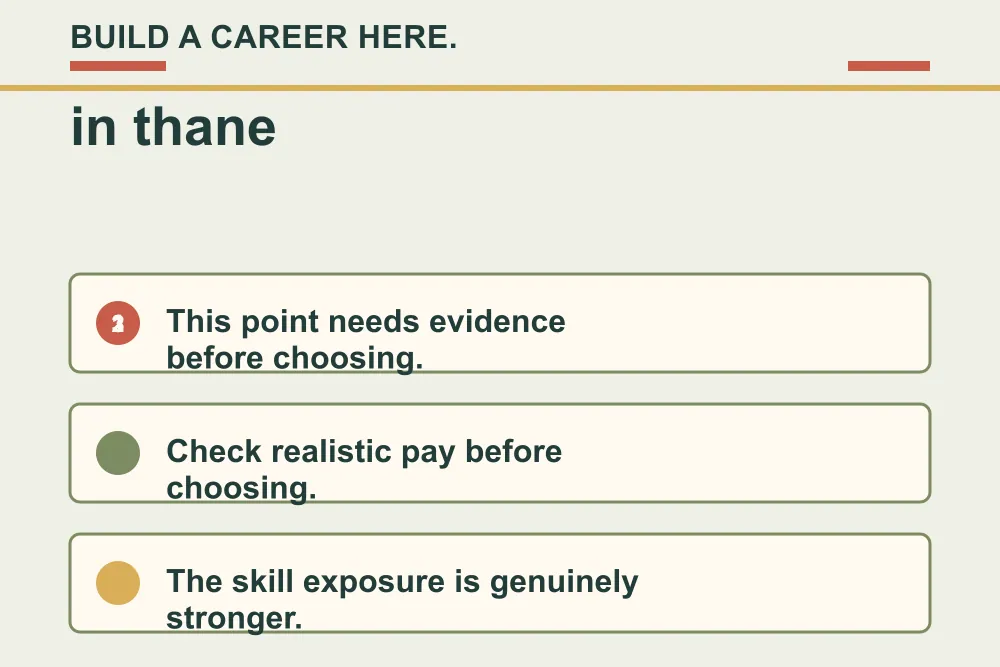 BUILD A CAREER HERE.
in thane
This point needs evidence
before choosing.
Check realistic pay before
choosing.
The skill exposure is genuinely
stronger.